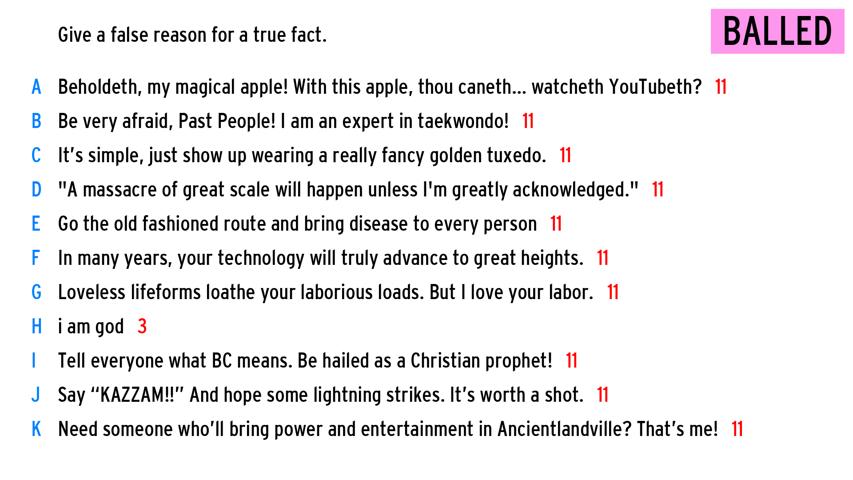 Give a false reason for a true fact.
BALLED
A Beholdeth, my magical apple! With this apple, thou caneth... watcheth YouTubeth? 11
B Be very afraid, Past People! I am an expert in taekwondo! 11
C It's simple, just show up wearing a really fancy golden tuxedo. 11
D "A massacre of great scale will happen unless I'm greatly acknowledged." 11
E Go the old fashioned route and bring disease to every person 11
F In many years, your technology will truly advance to great heights. 11
G Loveless lifeforms loathe your laborious loads. But I love your labor. 11
H i am god 3
I Tell everyone what BC means. Be hailed as a Christian prophet! 11
J Say “KAZZAM!!” And hope some lightning strikes. It's worth a shot. 11
K Need someone who'll bring power and entertainment in Ancientlandville? That's me! 11